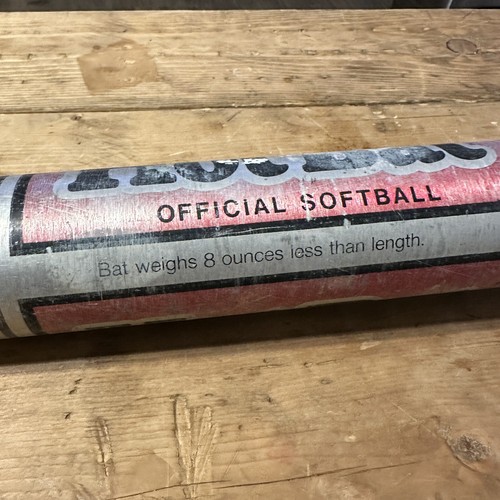 OFFICIAL SOFTBALL
Bat weighs 8 ounces less than length.